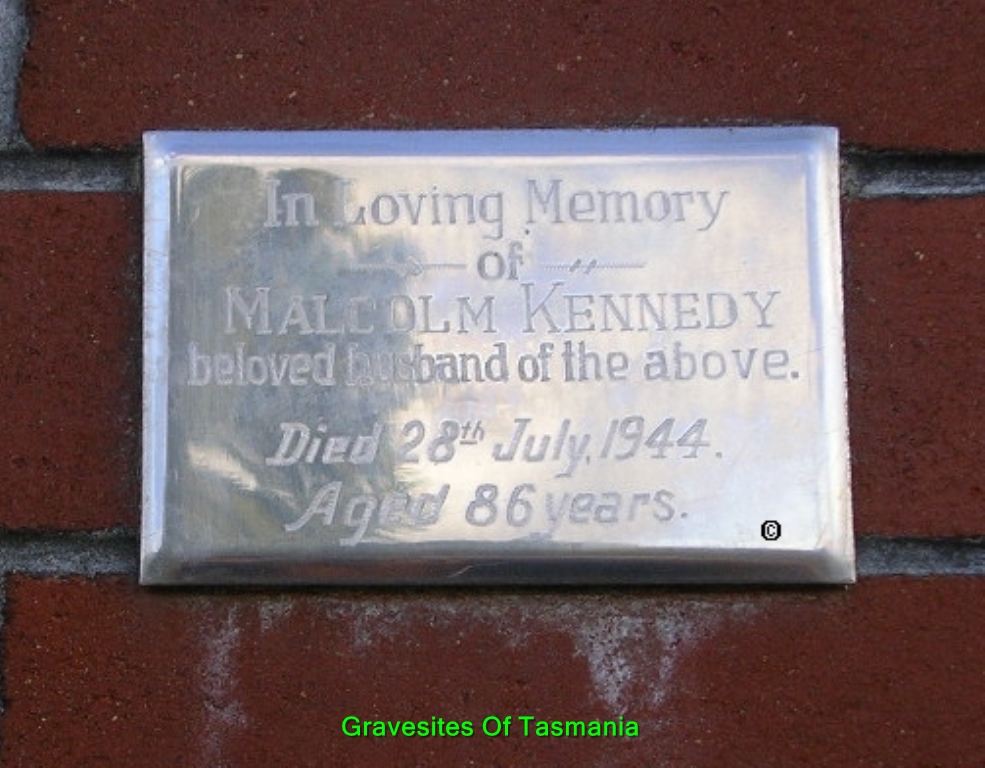 In Loving Memory
of
MALCOLM KENNEDY
beloved husband of the above.
Died 28th July, 1944.
Aged 86 years.
©
Gravesites Of Tasmania